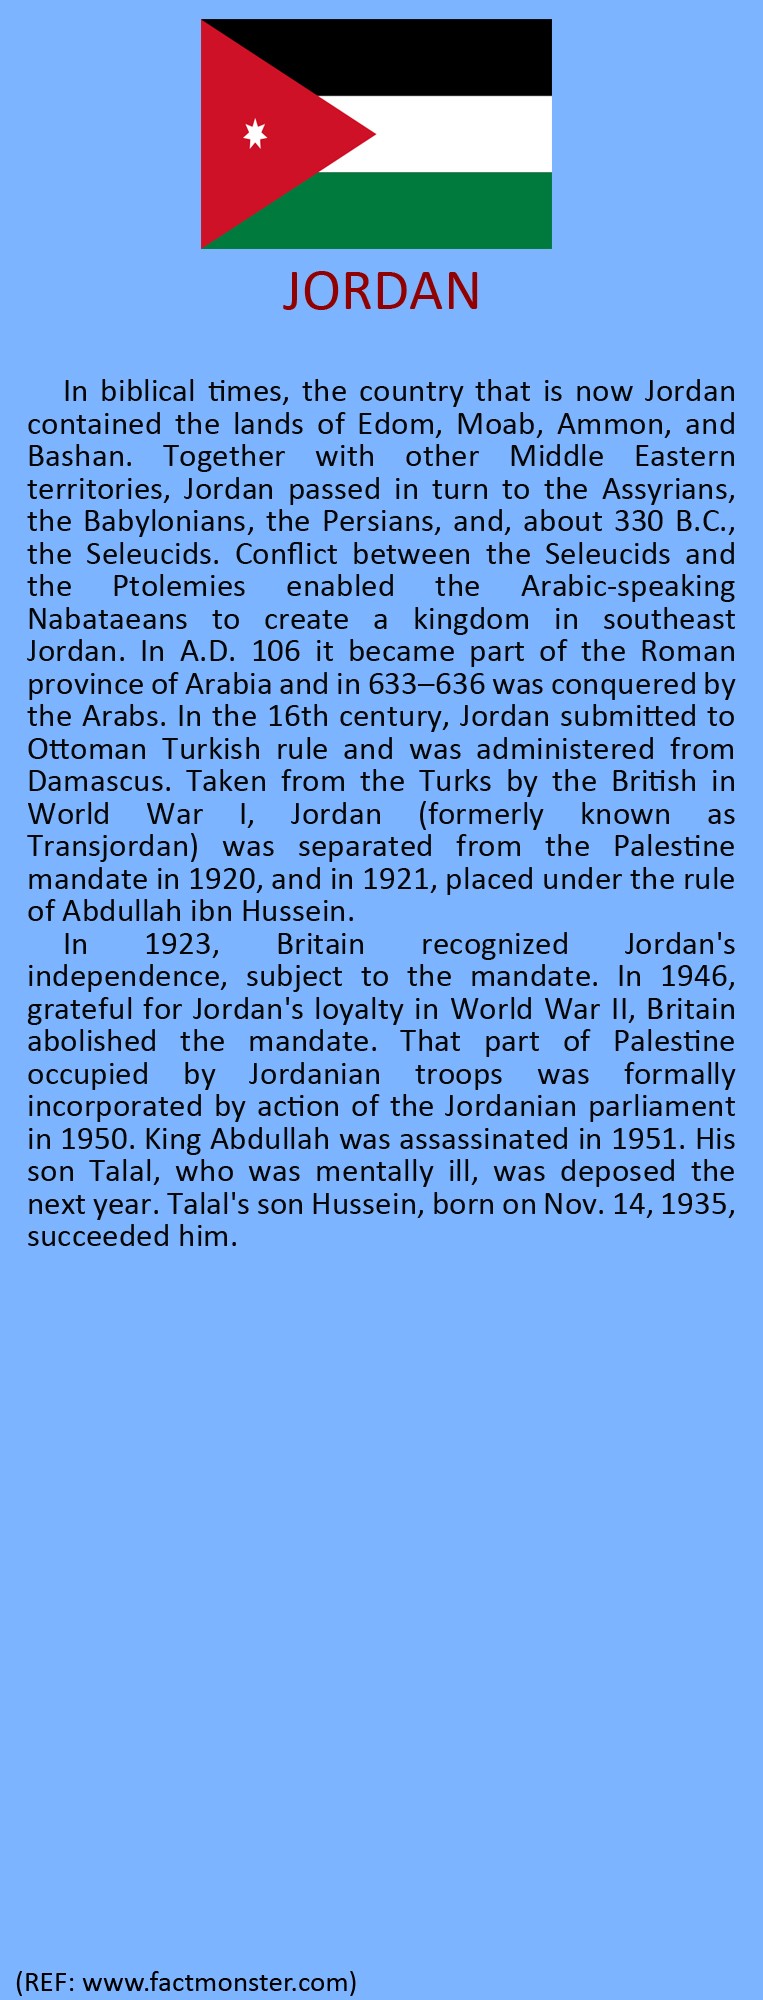 JORDAN
In biblical times, the country that is now Jordan
contained the lands of Edom, Moab, Ammon, and
Bashan. Together with other Middle Eastern
territories, Jordan passed in turn to the Assyrians,
the Babylonians, the Persians, and, about 330 B.C.,
the Seleucids. Conflict between the Seleucids and
the Ptolemies enabled the Arabic-speaking
Nabataeans to create a kingdom in southeast
Jordan. In A.D. 106 it became part of the Roman
province of Arabia and in 633–636 was conquered by
the Arabs. In the 16th century, Jordan submitted to
Ottoman Turkish rule and was administered from
Damascus. Taken from the Turks by the British in
World War I, Jordan (formerly known as
Transjordan) was separated from the Palestine
mandate in 1920, and in 1921, placed under the rule
of Abdullah ibn Hussein.
In 1923, Britain recognized Jordan's
independence, subject to the mandate. In 1946,
grateful for Jordan's loyalty in World War II, Britain
abolished the mandate. That part of Palestine
occupied by Jordanian troops was formally
incorporated by action of the Jordanian parliament
in 1950. King Abdullah was assassinated in 1951. His
son Talal, who was mentally ill, was deposed the
next year. Talal's son Hussein, born on Nov. 14, 1935,
succeeded him.
(REF: www.factmonster.com)